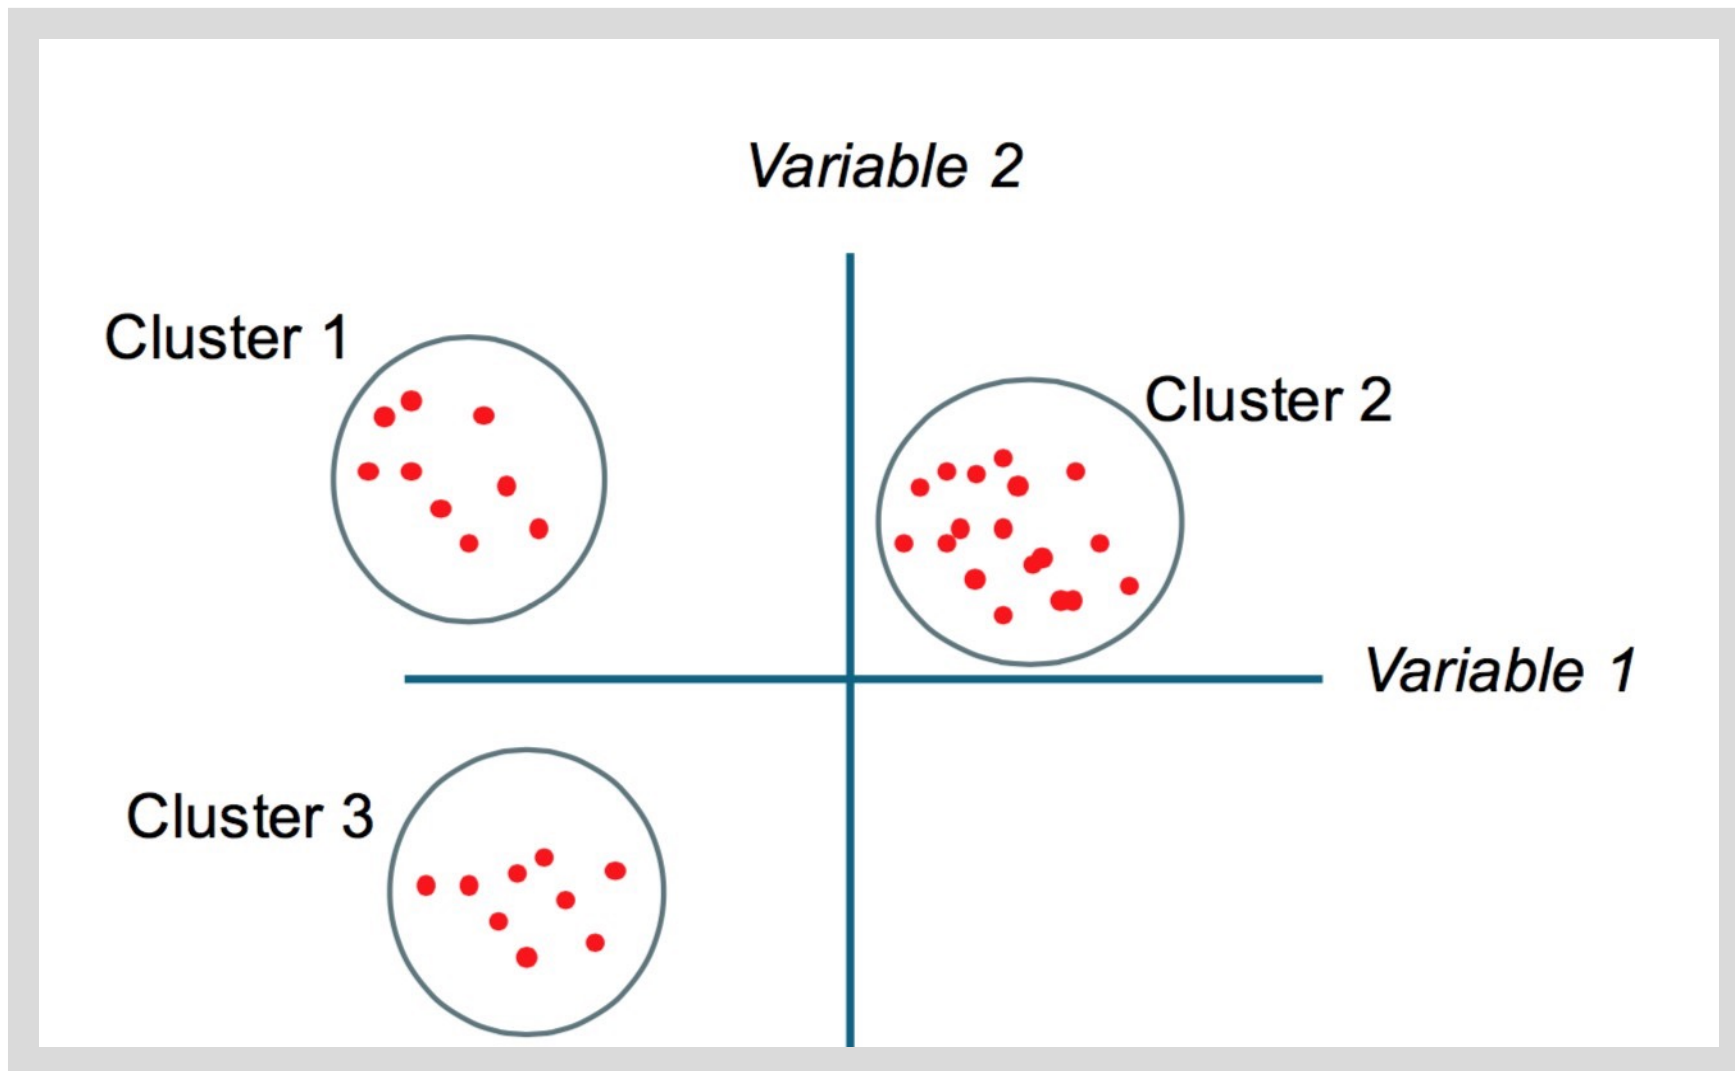 Variable 2
Cluster 1
Cluster 2
Variable 1
Cluster 3